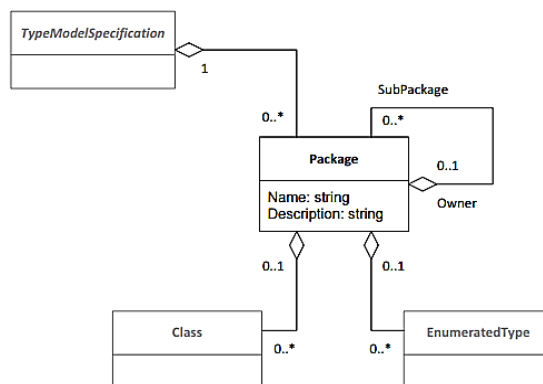 TypeModelSpecification
1
SubPackage
0..*
0..*
Package
0..1
Name: string
Description: string
Owner
0..1
0..1
Class
EnumeratedType
0..*
0..*